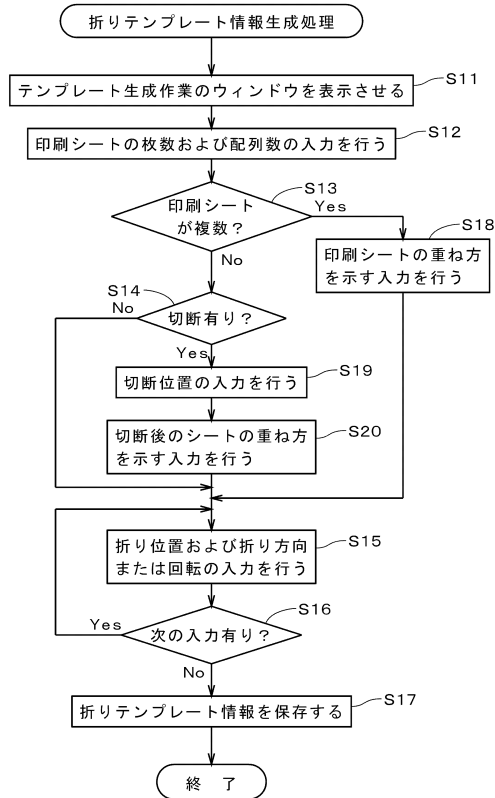 折りテンプレート情報生成処理
S11
テンプレート生成作業のウィンドウを表示させる
S12
印刷シートの枚数および配列数の入力を行う
S13
印刷シート
が複数？
Yes
No
S18
印刷シートの重ね方
を示す入力を行う
S14
No
切断有り？
Yes
S19
切断位置の入力を行う
S20
切断後のシートの重ね方
を示す入力を行う
S15
折り位置および折り方向
または回転の入力を行う
S16
Yes
次の入力有り？
No
S17
折りテンプレート情報を保存する
終　了